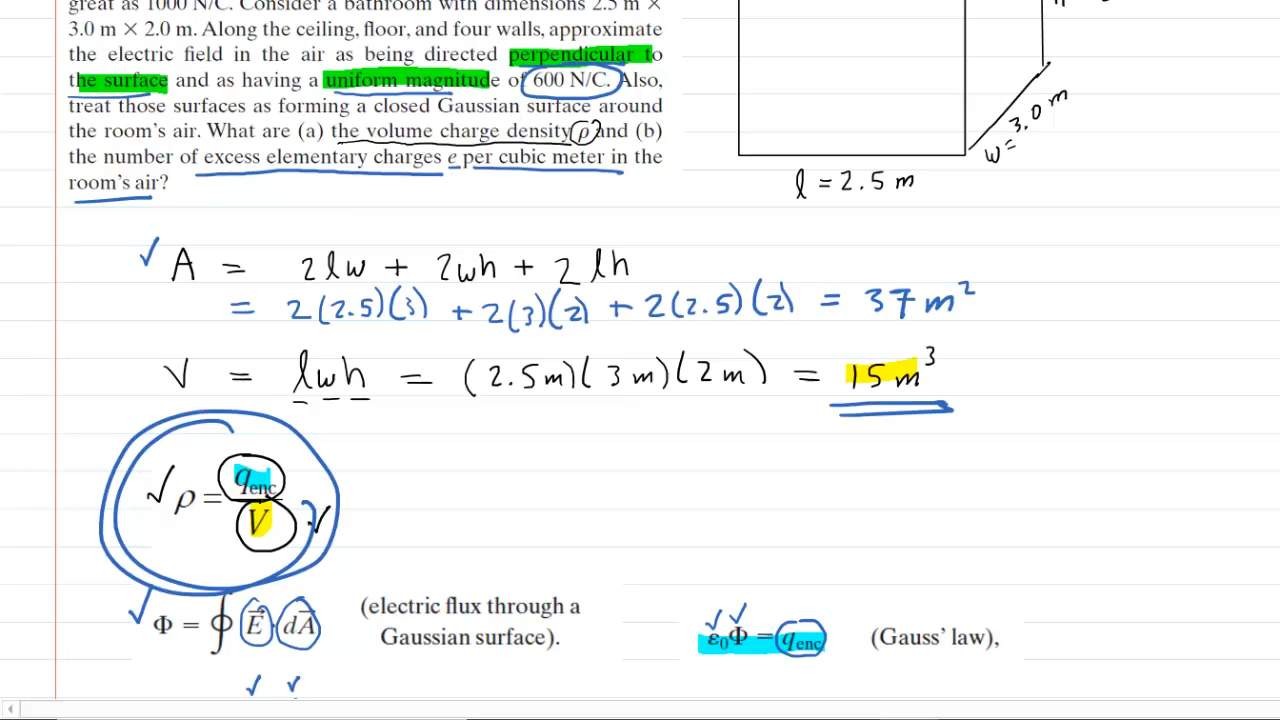 great as 1000 N/C. Consider a bathroom with dimensions 2.5 m ×
3.0 m × 2.0 m. Along the ceiling, floor, and four walls, approximate
the electric field in the air as being directed perpendicular to
the surface and as having a uniform magnitude of 600 N/C. Also,
treat those surfaces as forming a closed Gaussian surface around
the room's air. What are (a) the volume charge density ρ and (b)
the number of excess elementary charges e per cubic meter in the
room's air?
w = 3.0 m
l = 2.5 m
✓ A = 2lw + 2wh + 2lh
= 2(2.5)(3) + 2(3)(2) + 2(2.5)(2) = 37 m²
V = lwh = (2.5m)(3m)(2m) = 15 m³
✓ ρ = q_enc / V ✓
✓ Φ = ∮ E⃗ · dA⃗ (electric flux through a
Gaussian surface).
✓ ✓
ε₀Φ = q_enc (Gauss' law),
✓ ✓